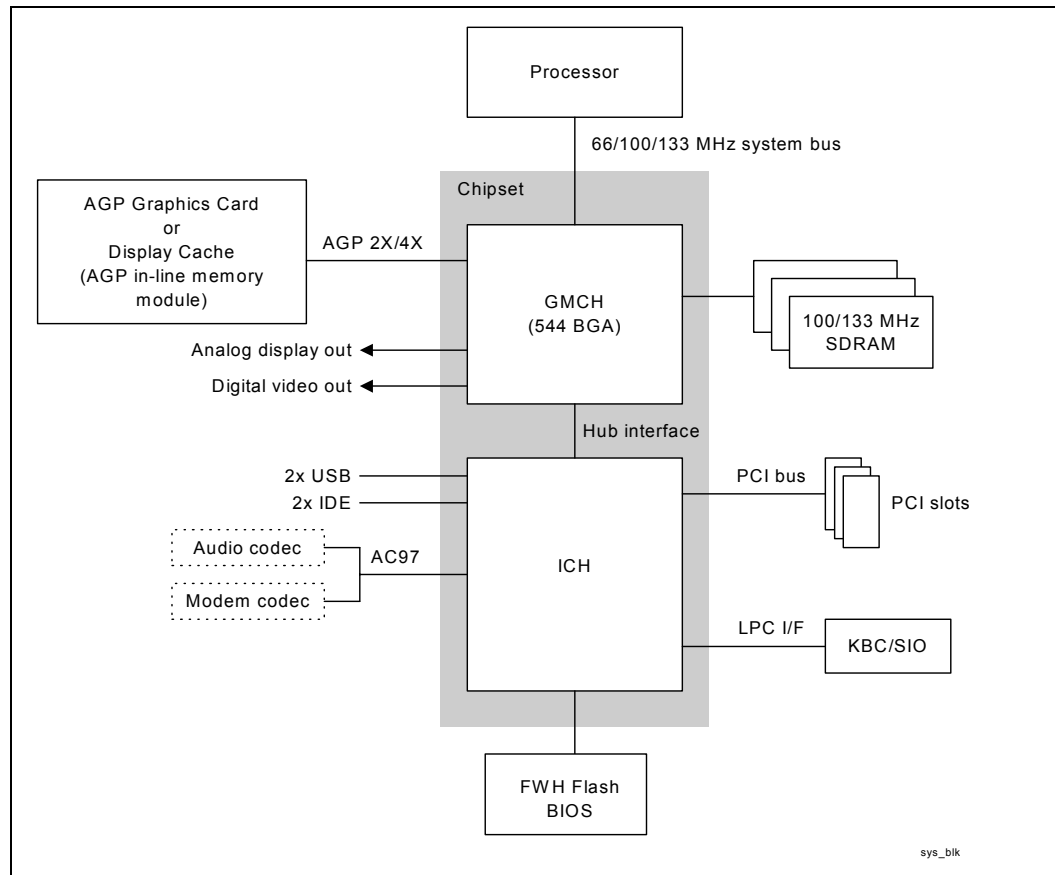 Processor
66/100/133 MHz system bus
Chipset
AGP Graphics Card
or
Display Cache
(AGP in-line memory
module)
AGP 2X/4X
GMCH
(544 BGA)
100/133 MHz
SDRAM
Analog display out
Digital video out
Hub interface
2x USB
2x IDE
PCI bus
PCI slots
Audio codec
AC97
Modem codec
ICH
LPC I/F
KBC/SIO
FWH Flash
BIOS
sys_blk